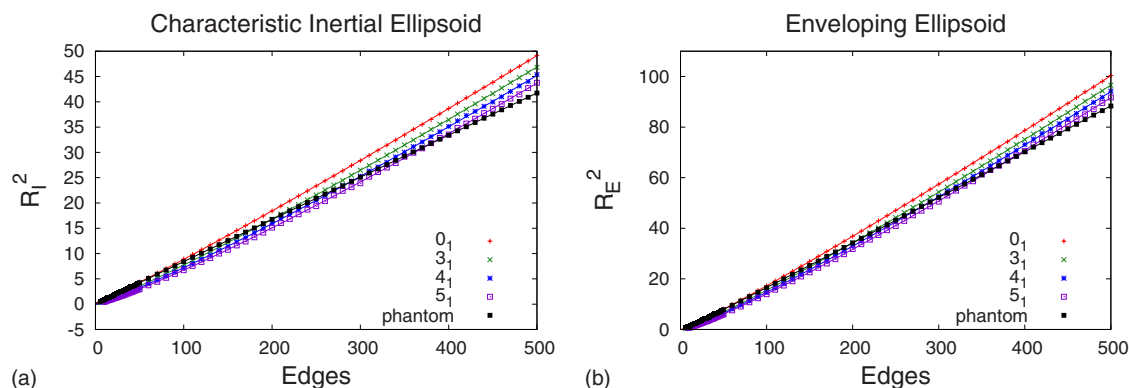 Characteristic Inertial Ellipsoid
R_I^2
50
45
40
35
30
25
20
15
10
5
0
-5
0_1
3_1
4_1
5_1
phantom
0 100 200 300 400 500
(a) Edges
Enveloping Ellipsoid
R_E^2
100
80
60
40
20
0
0_1
3_1
4_1
5_1
phantom
0 100 200 300 400 500
(b) Edges